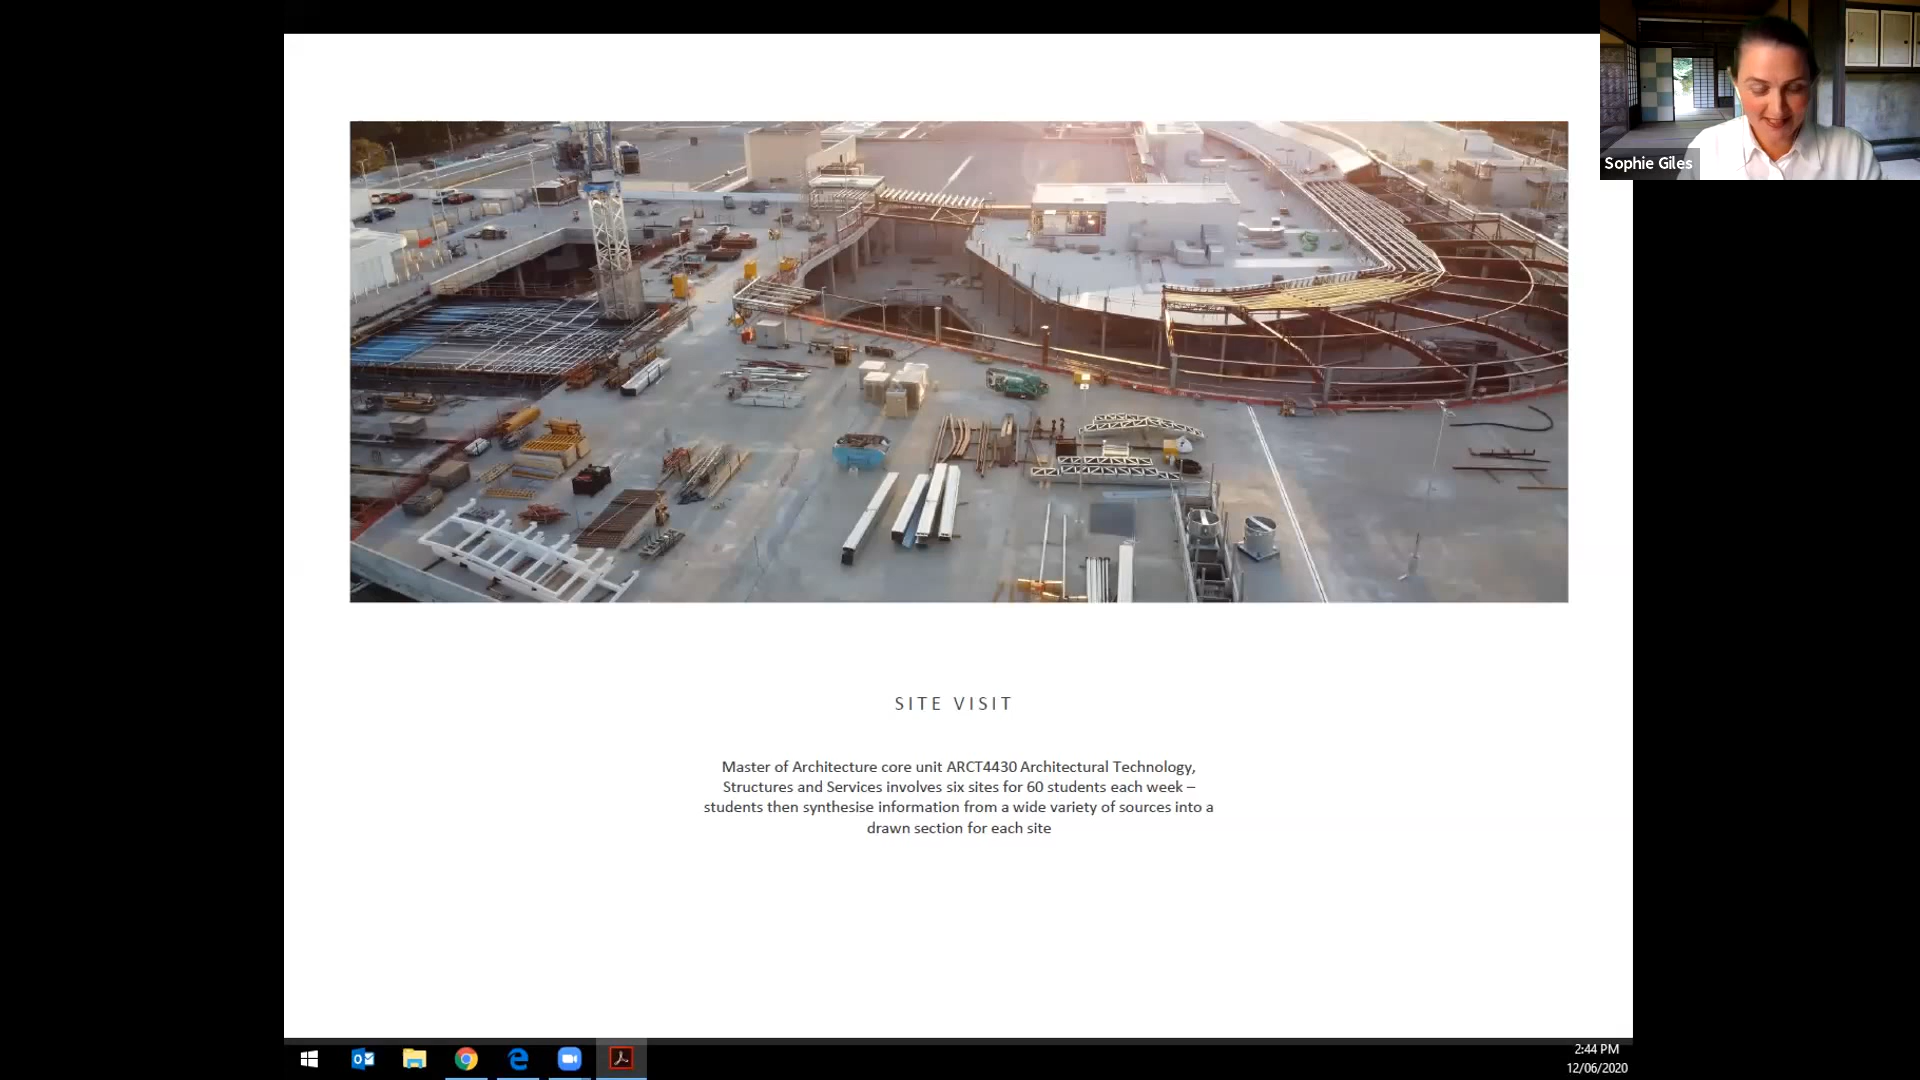 Sophie Giles
SITE VISIT
Master of Architecture core unit ARCT4430 Architectural Technology,
Structures and Services involves six sites for 60 students each week –
students then synthesise information from a wide variety of sources into a
drawn section for each site
2:44 PM
12/06/2020